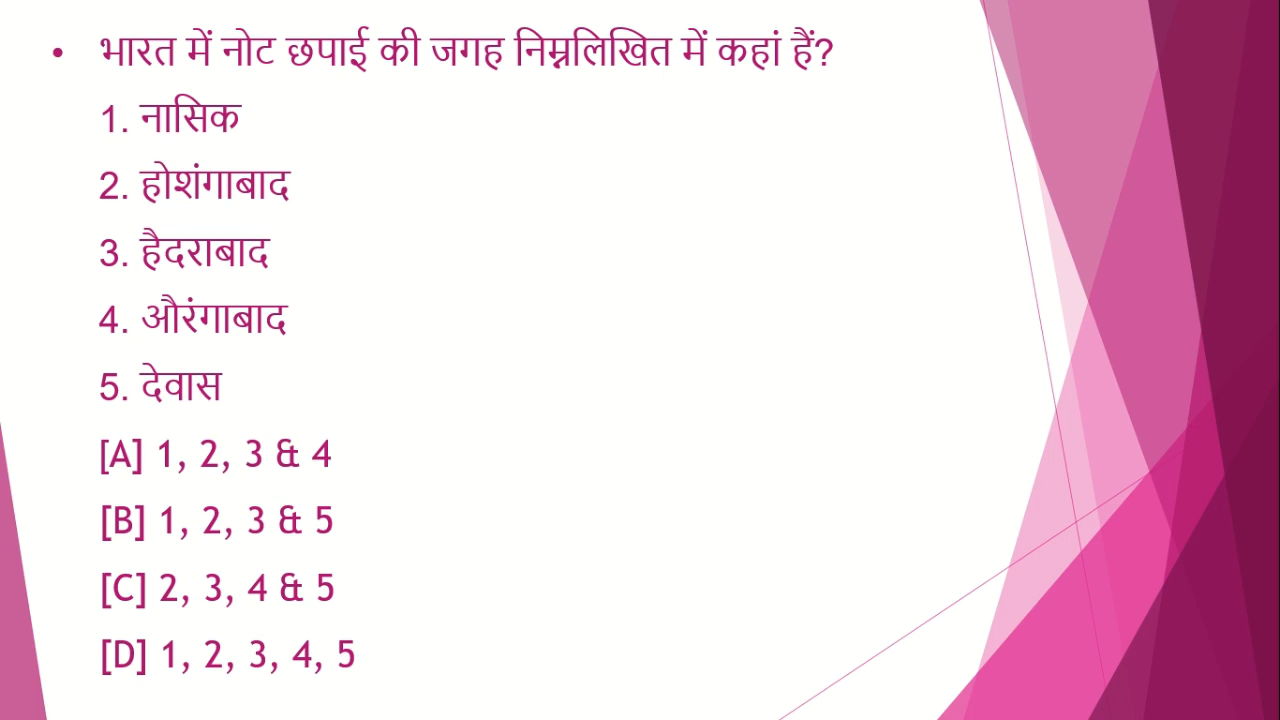 • भारत में नोट छपाई की जगह निम्नलिखित में कहां हैं?
1. नासिक
2. होशंगाबाद
3. हैदराबाद
4. औरंगाबाद
5. देवास
[A] 1, 2, 3 & 4
[B] 1, 2, 3 & 5
[C] 2, 3, 4 & 5
[D] 1, 2, 3, 4, 5